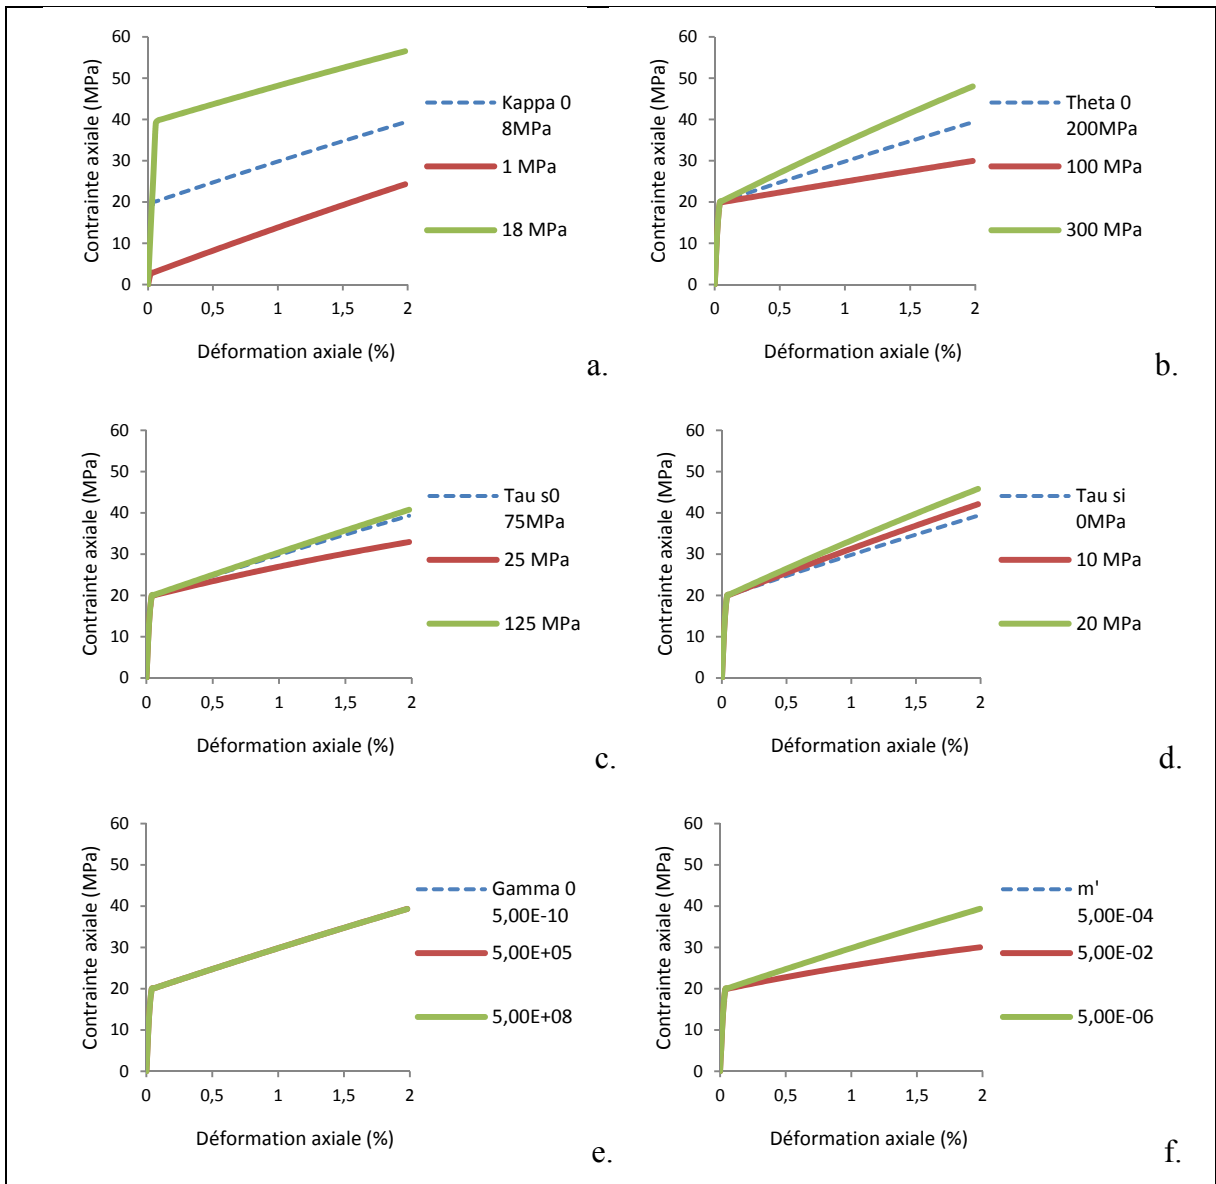 60
50
40
30
20
10
0
Contrainte axiale (MPa)
0
0,5
1
1,5
2
Déformation axiale (%)
Kappa 0
8MPa
1 MPa
18 MPa
a.
60
50
40
30
20
10
0
Contrainte axiale (MPa)
0
0,5
1
1,5
2
Déformation axiale (%)
Theta 0
200MPa
100 MPa
300 MPa
b.
60
50
40
30
20
10
0
Contrainte axiale (MPa)
0
0,5
1
1,5
2
Déformation axiale (%)
Tau s0
75MPa
25 MPa
125 MPa
c.
60
50
40
30
20
10
0
Contrainte axiale (MPa)
0
0,5
1
1,5
2
Déformation axiale (%)
Tau si
0MPa
10 MPa
20 MPa
d.
60
50
40
30
20
10
0
Contrainte axiale (MPa)
0
0,5
1
1,5
2
Déformation axiale (%)
Gamma 0
5,00E-10
5,00E+05
5,00E+08
e.
60
50
40
30
20
10
0
Contrainte axiale (MPa)
0
0,5
1
1,5
2
Déformation axiale (%)
m'
5,00E-04
5,00E-02
5,00E-06
f.